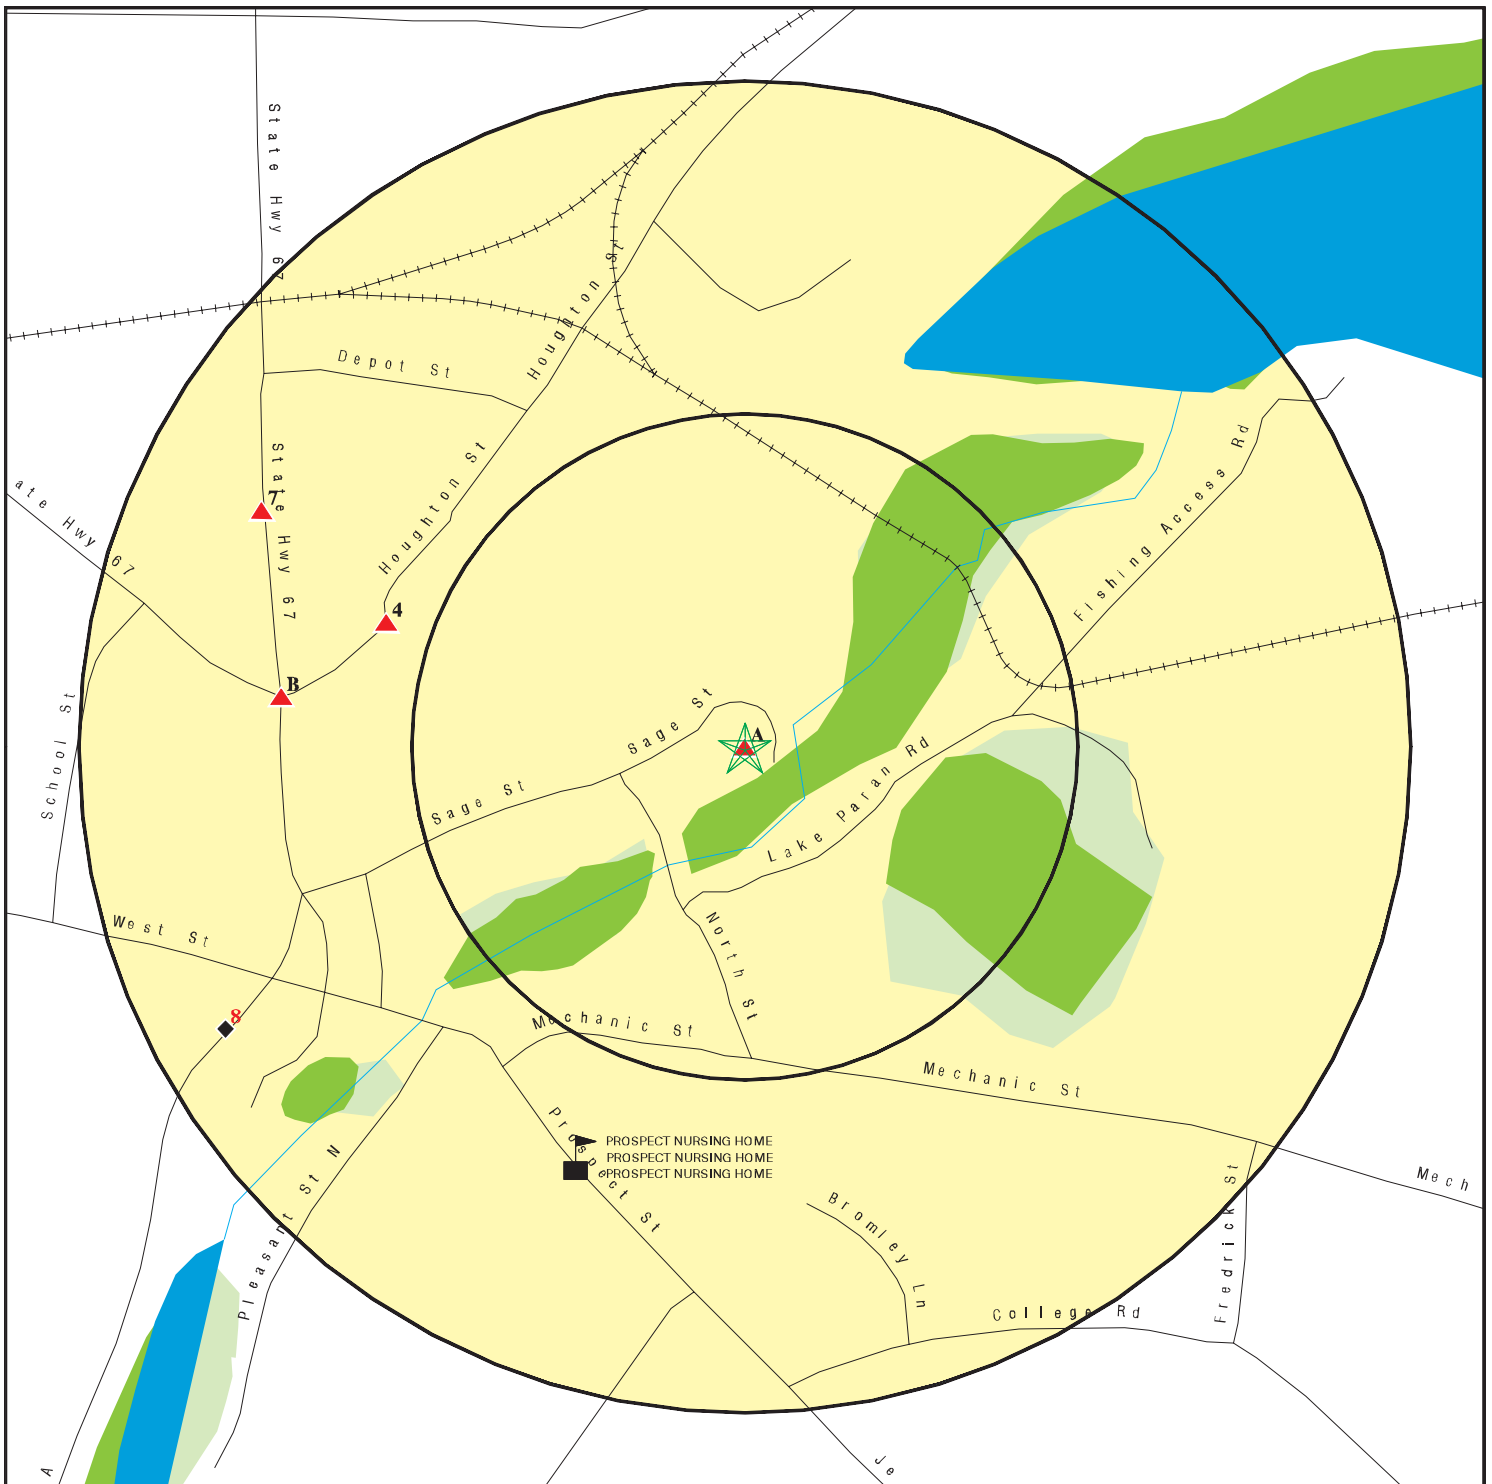 State Hwy 67
Houghton St
Depot St
State Hwy 67
Houghton St
Fishing Access Rd
ate Hwy 67
7
4
B
A
Sage St
Sage St
School St
Lake Paran Rd
West St
North St
8
Mechanic St
Mechanic St
Prospect St
PROSPECT NURSING HOME
PROSPECT NURSING HOME
PROSPECT NURSING HOME
Pleasant St N
Mech
Fredrick St
Bromley Ln
College Rd
A
Je